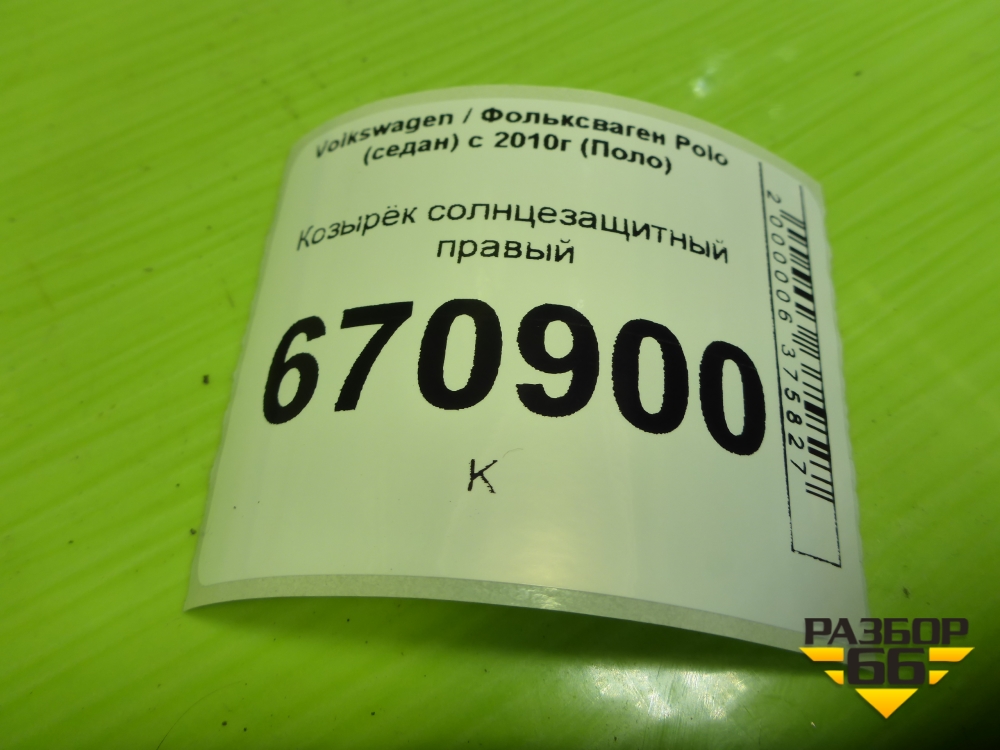 Volkswagen / Фольксваген Polo
(седан) с 2010г (Поло)
Козырёк солнцезащитный
правый
670900
К
2000006375827
РАЗБОР
66